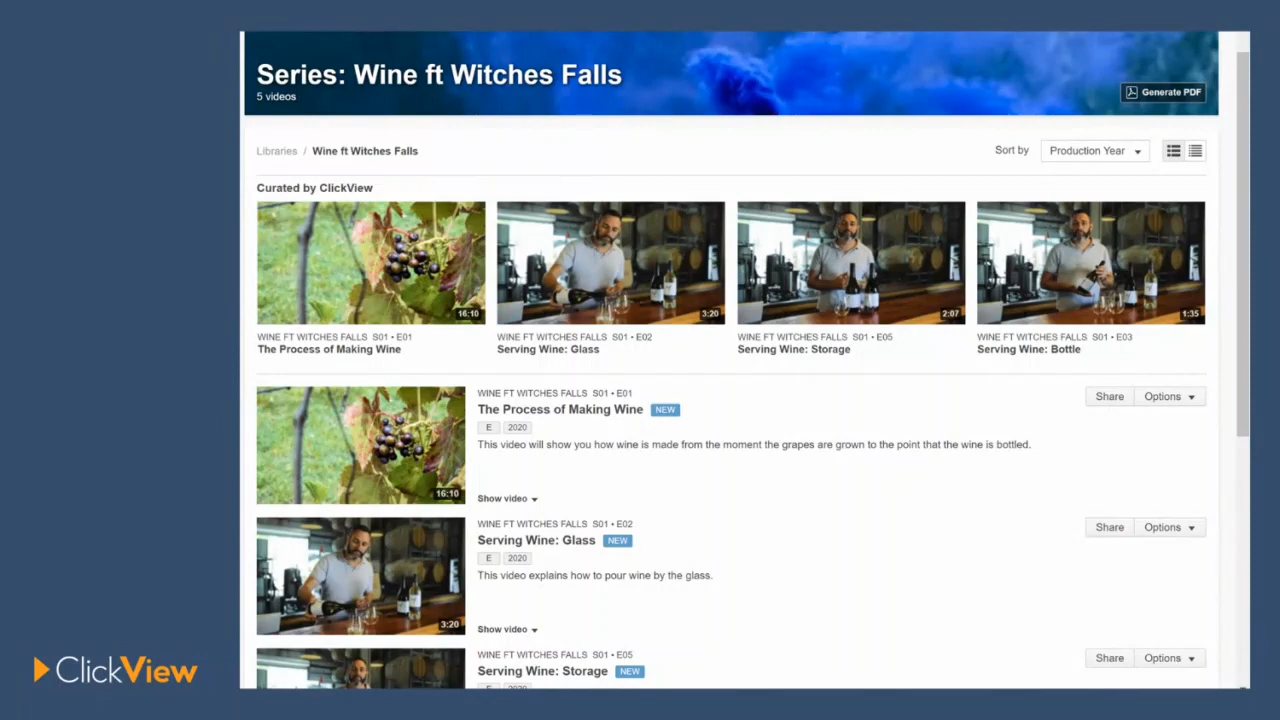 Series: Wine ft Witches Falls
5 videos
Generate PDF
Libraries / Wine ft Witches Falls
Sort by
Production Year
Curated by ClickView
16:10
3:20
2:07
1:35
WINE FT WITCHES FALLS S01 • E01
The Process of Making Wine
WINE FT WITCHES FALLS S01 • E02
Serving Wine: Glass
WINE FT WITCHES FALLS S01 • E05
Serving Wine: Storage
WINE FT WITCHES FALLS S01 • E03
Serving Wine: Bottle
WINE FT WITCHES FALLS S01 • E01
The Process of Making Wine NEW
E 2020
This video will show you how wine is made from the moment the grapes are grown to the point that the wine is bottled.
Show video
16:10
Share Options
WINE FT WITCHES FALLS S01 • E02
Serving Wine: Glass NEW
E 2020
This video explains how to pour wine by the glass.
Show video
3:20
Share Options
WINE FT WITCHES FALLS S01 • E05
Serving Wine: Storage NEW
E 2020
Share Options
ClickView